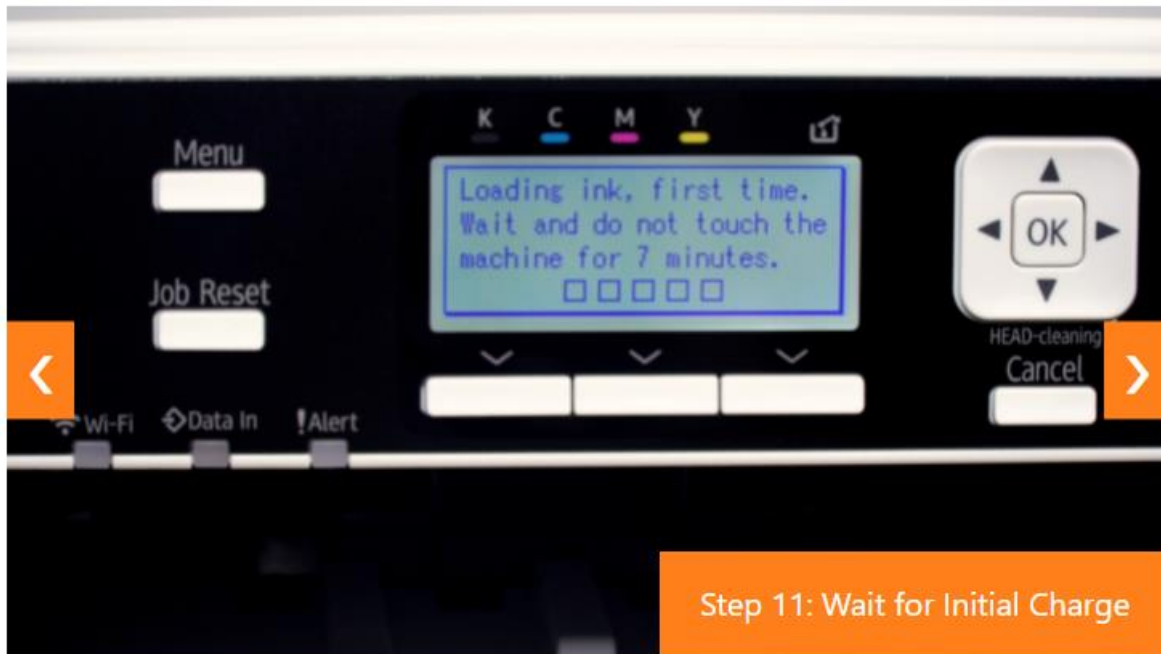 K C M Y
Menu
Loading ink, first time.
Wait and do not touch the
machine for 7 minutes.
OK
Job Reset
HEAD-cleaning
Cancel
Wi-Fi Data In !Alert
Step 11: Wait for Initial Charge